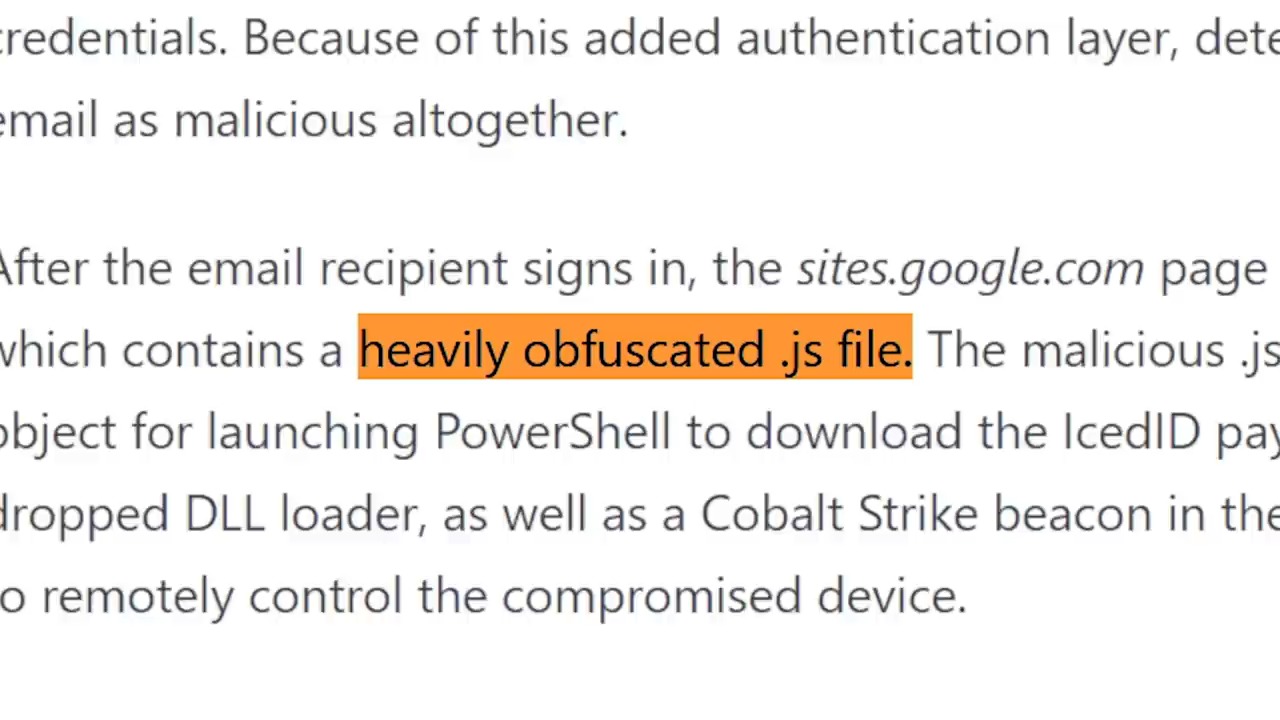 credentials. Because of this added authentication layer, dete
email as malicious altogether.
After the email recipient signs in, the sites.google.com page
which contains a heavily obfuscated .js file. The malicious .js
object for launching PowerShell to download the IcedID pay
dropped DLL loader, as well as a Cobalt Strike beacon in the
to remotely control the compromised device.